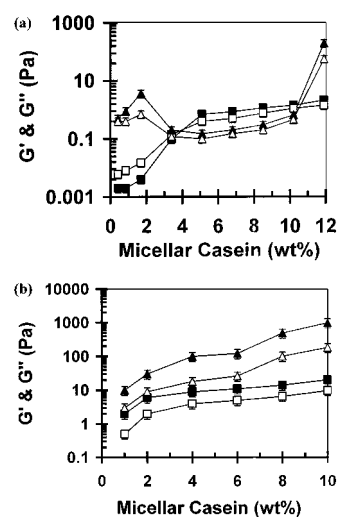 (a)
G' & G'' (Pa)
1000
10
0.1
0.001
0 2 4 6 8 10 12
Micellar Casein (wt%)
(b)
G' & G'' (Pa)
10000
1000
100
10
1
0.1
0 2 4 6 8 10
Micellar Casein (wt%)